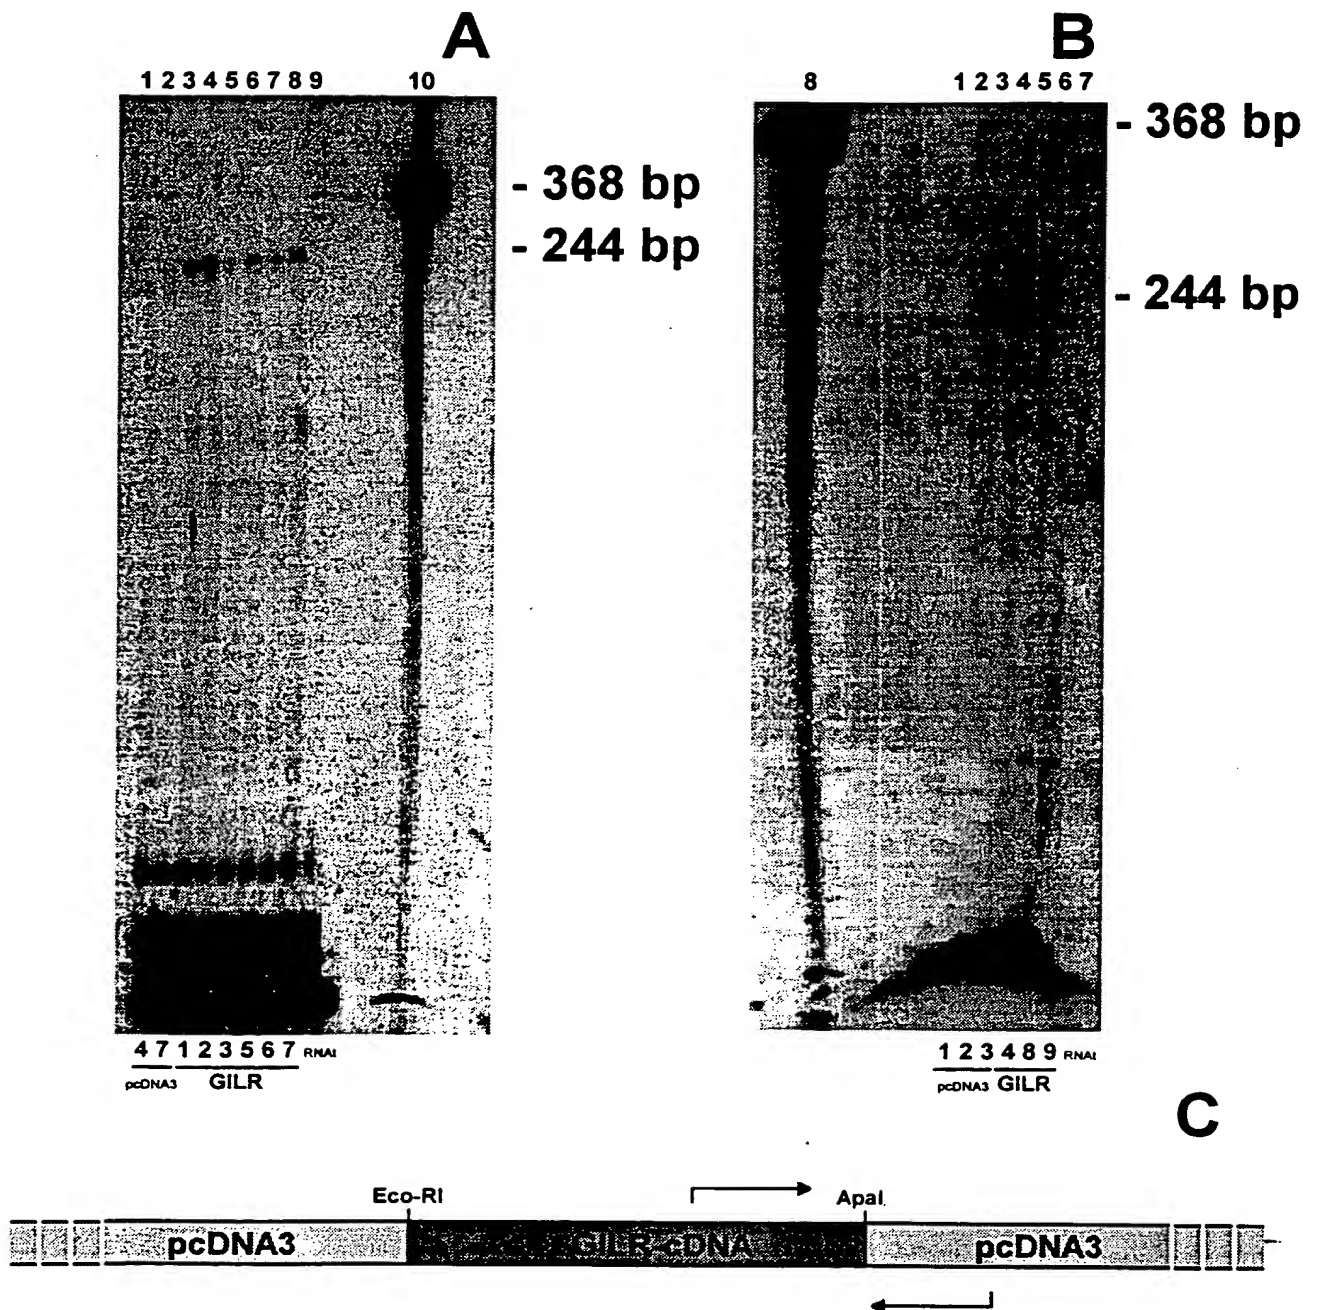 A
1 2 3 4 5 6 7 8 9 10
- 368 bp
- 244 bp
4 7 1 2 3 5 6 7 RNAt
pcDNA3 GILR
B
8 1 2 3 4 5 6 7
- 368 bp
- 244 bp
1 2 3 4 8 9 RNAt
pcDNA3 GILR
C
Eco-RI ApaI
pcDNA3 GILR-cDNA pcDNA3